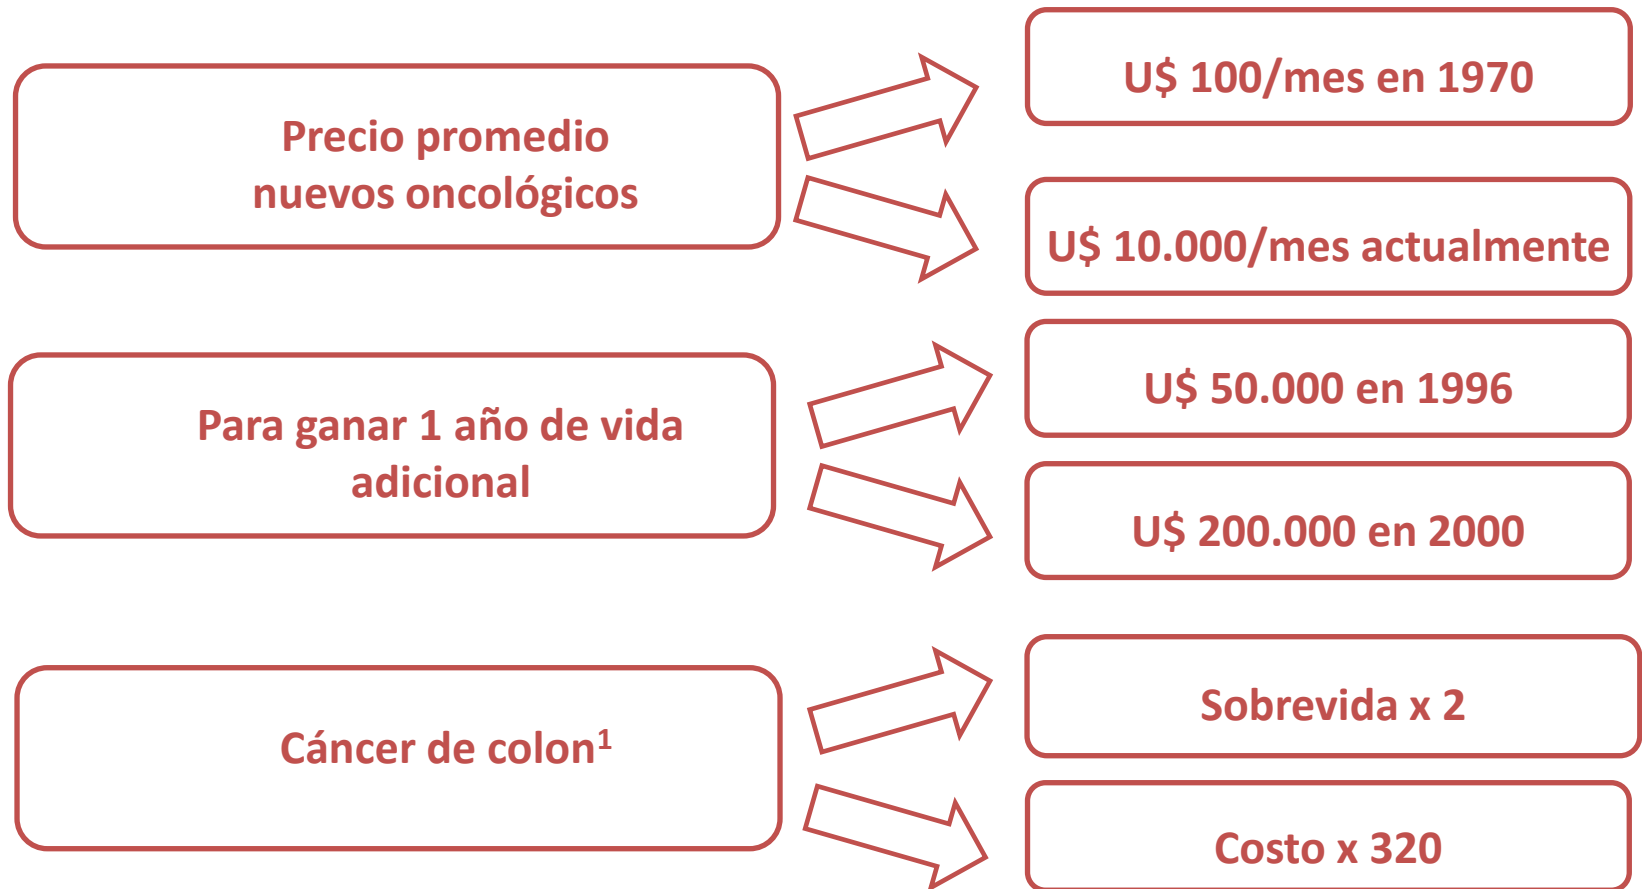 Precio promedio
nuevos oncológicos
U$ 100/mes en 1970
U$ 10.000/mes actualmente
Para ganar 1 año de vida
adicional
U$ 50.000 en 1996
U$ 200.000 en 2000
Cáncer de colon¹
Sobrevida x 2
Costo x 320